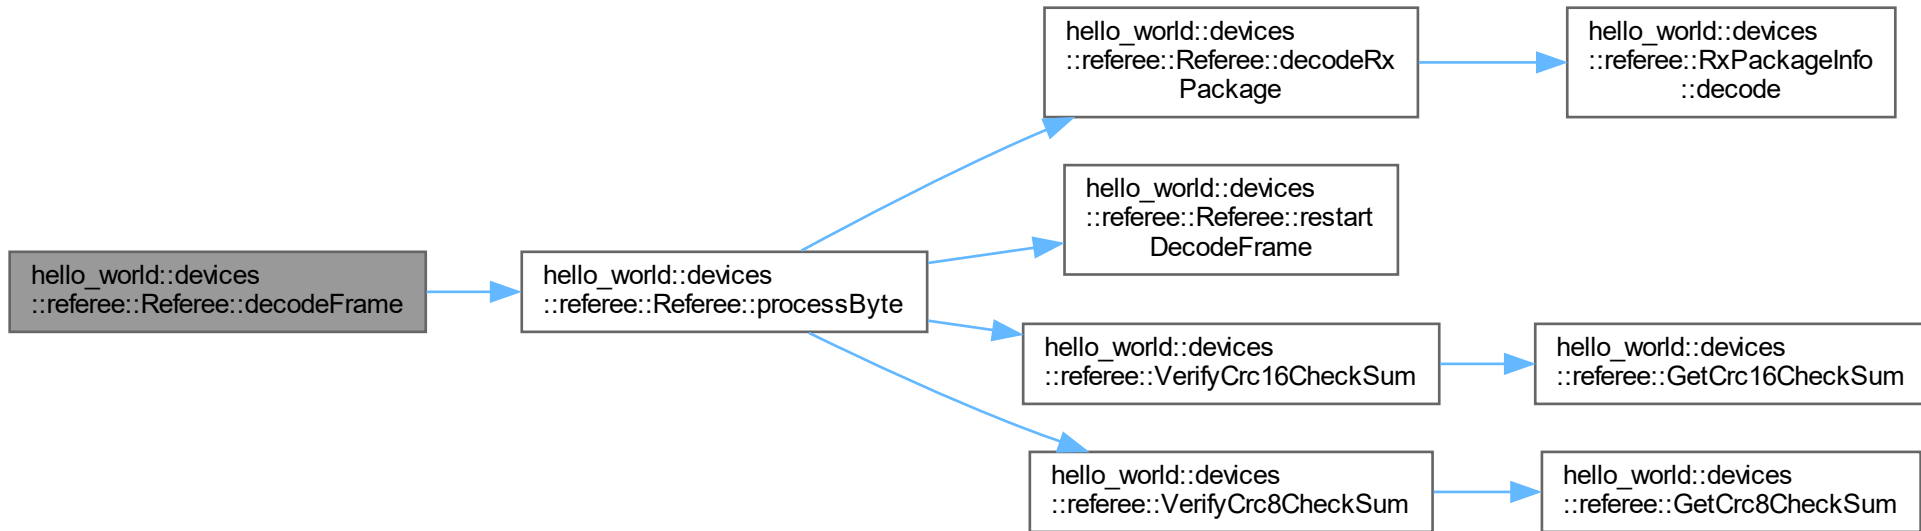 hello_world::devices
::referee::Referee::decodeFrame
hello_world::devices
::referee::Referee::processByte
hello_world::devices
::referee::Referee::decodeRx
Package
hello_world::devices
::referee::RxPackageInfo
::decode
hello_world::devices
::referee::Referee::restart
DecodeFrame
hello_world::devices
::referee::VerifyCrc16CheckSum
hello_world::devices
::referee::GetCrc16CheckSum
hello_world::devices
::referee::VerifyCrc8CheckSum
hello_world::devices
::referee::GetCrc8CheckSum